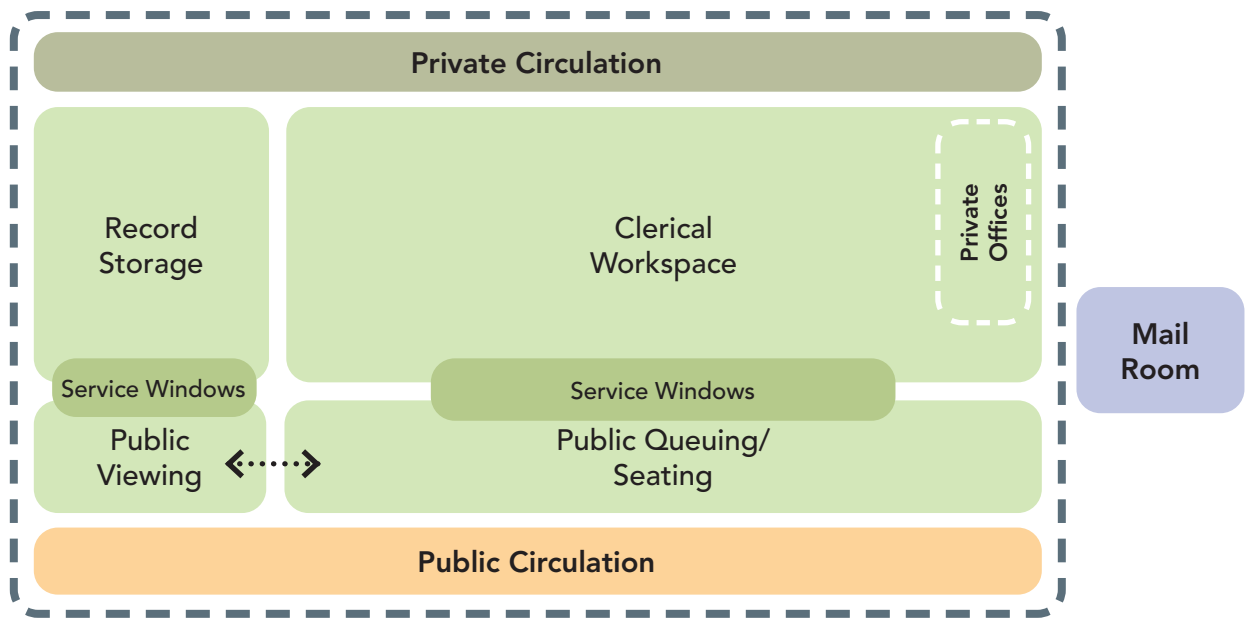 Private Circulation
Record
Storage
Clerical
Workspace
Private
Offices
Mail
Room
Service Windows
Service Windows
Public
Viewing
Public Queuing/
Seating
Public Circulation